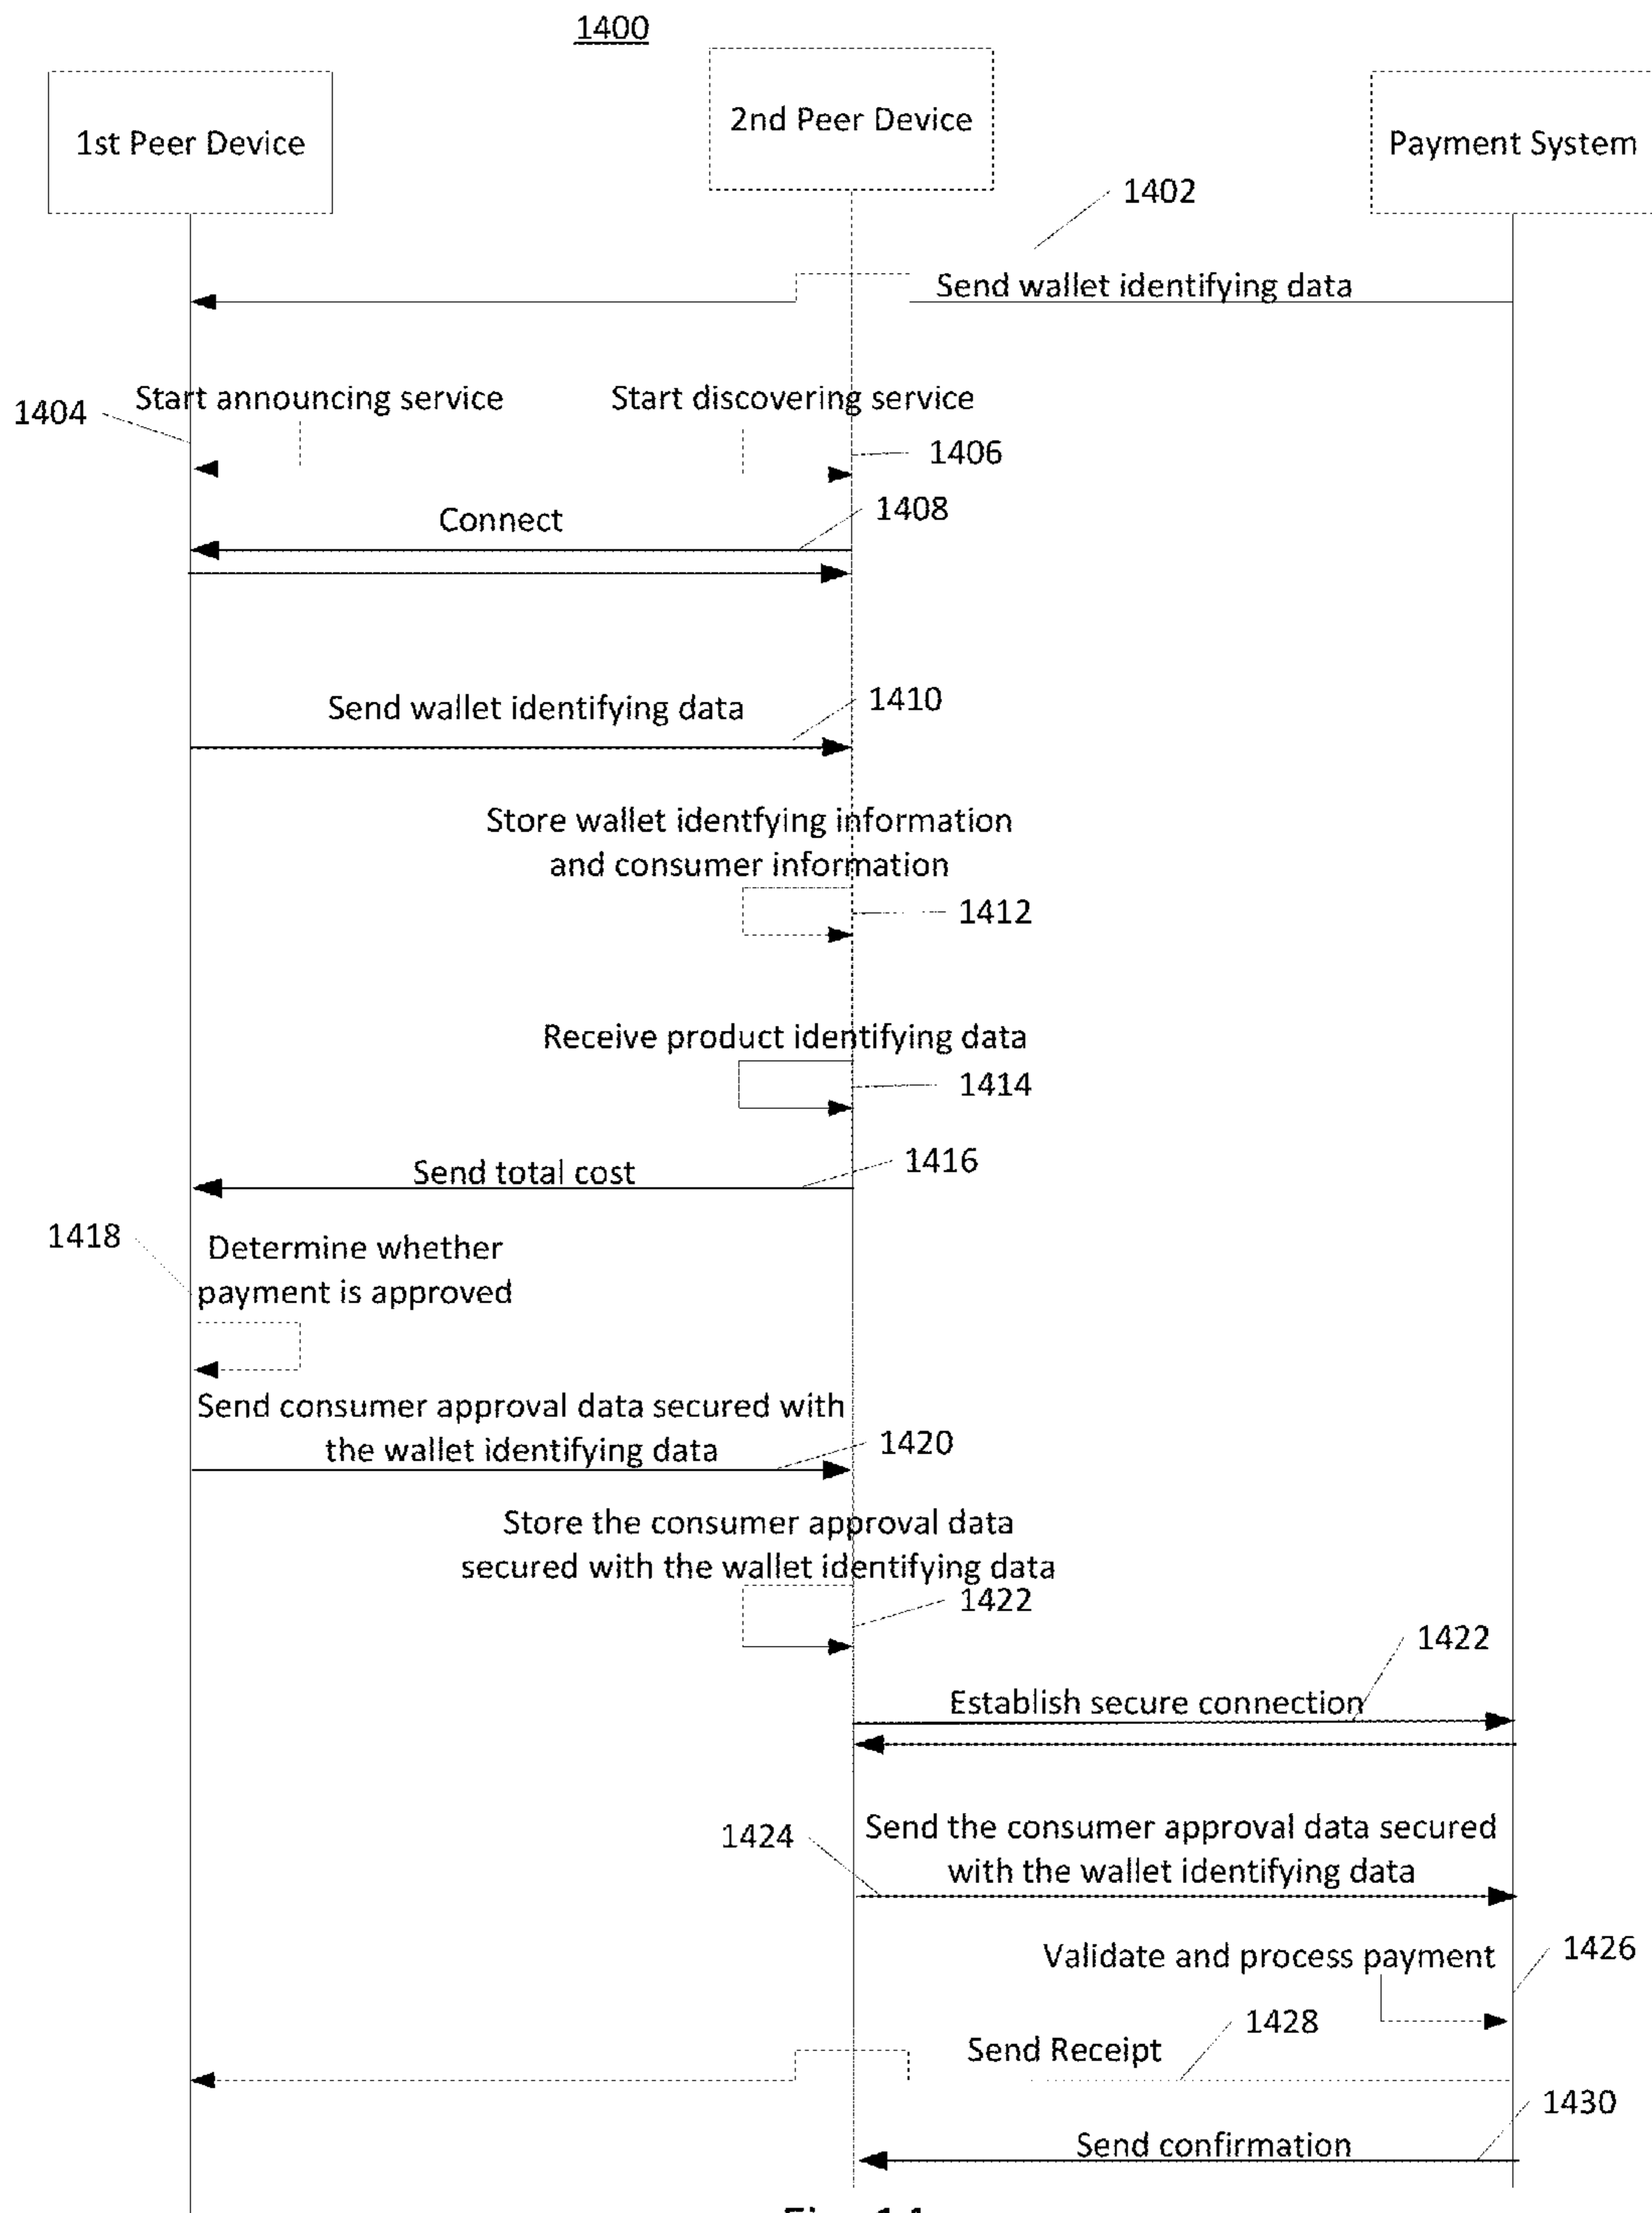 1400
1st Peer Device
2nd Peer Device
Payment System
1402
Send wallet identifying data
Start announcing service
Start discovering service
1404
1406
1408
Connect
1410
Send wallet identifying data
Store wallet identfying information
and consumer information
1412
Receive product identifying data
1414
1416
Send total cost
1418
Determine whether
payment is approved
Send consumer approval data secured with
the wallet identifying data
1420
Store the consumer approval data
secured with the wallet identifying data
1422
1422
Establish secure connection
1424
Send the consumer approval data secured
with the wallet identifying data
Validate and process payment
1426
1428
Send Receipt
1430
Send confirmation